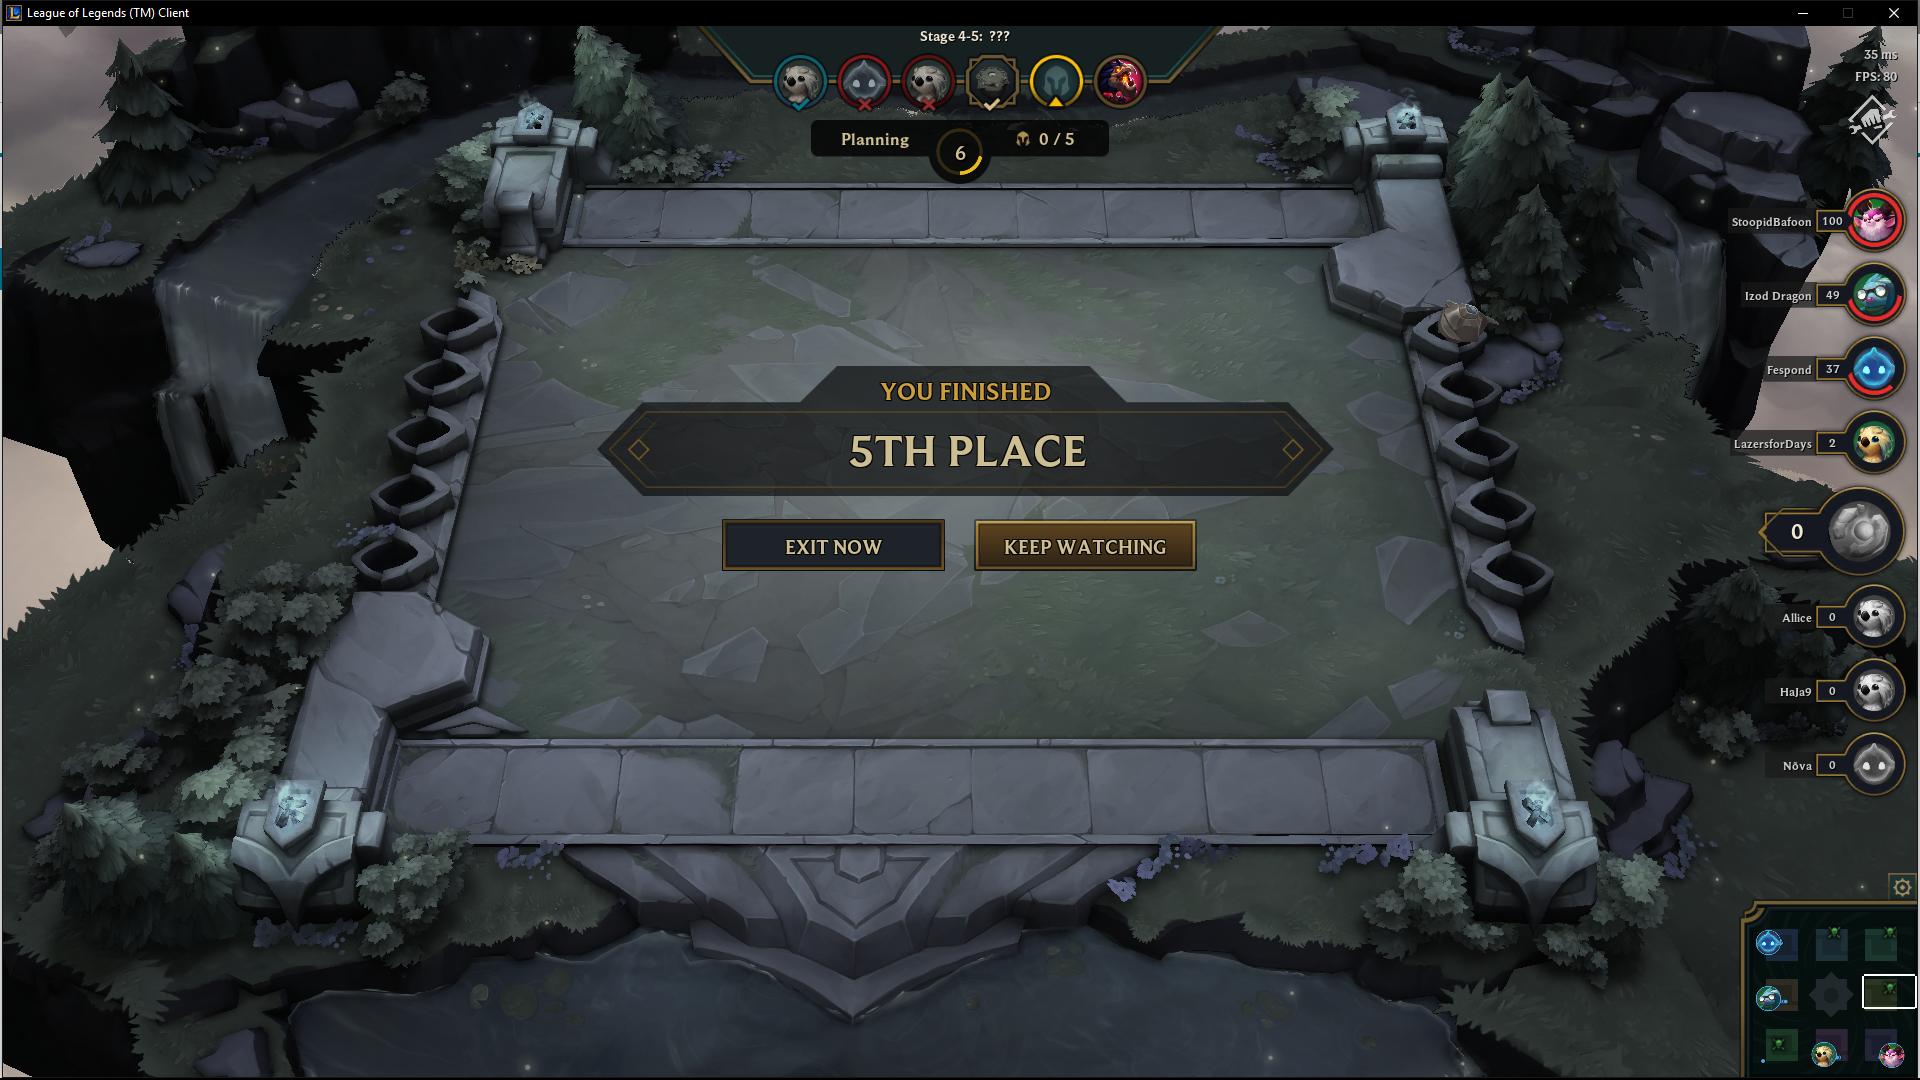 League of Legends (TM) Client
Stage 4-5: ???
35 ms
FPS: 80
Planning
6
0 / 5
StoopidBafoon 100
Izod Dragon 49
Fespond 37
YOU FINISHED
5TH PLACE
LazersforDays 2
EXIT NOW
KEEP WATCHING
0
Allice 0
HaJa9 0
Nōva 0